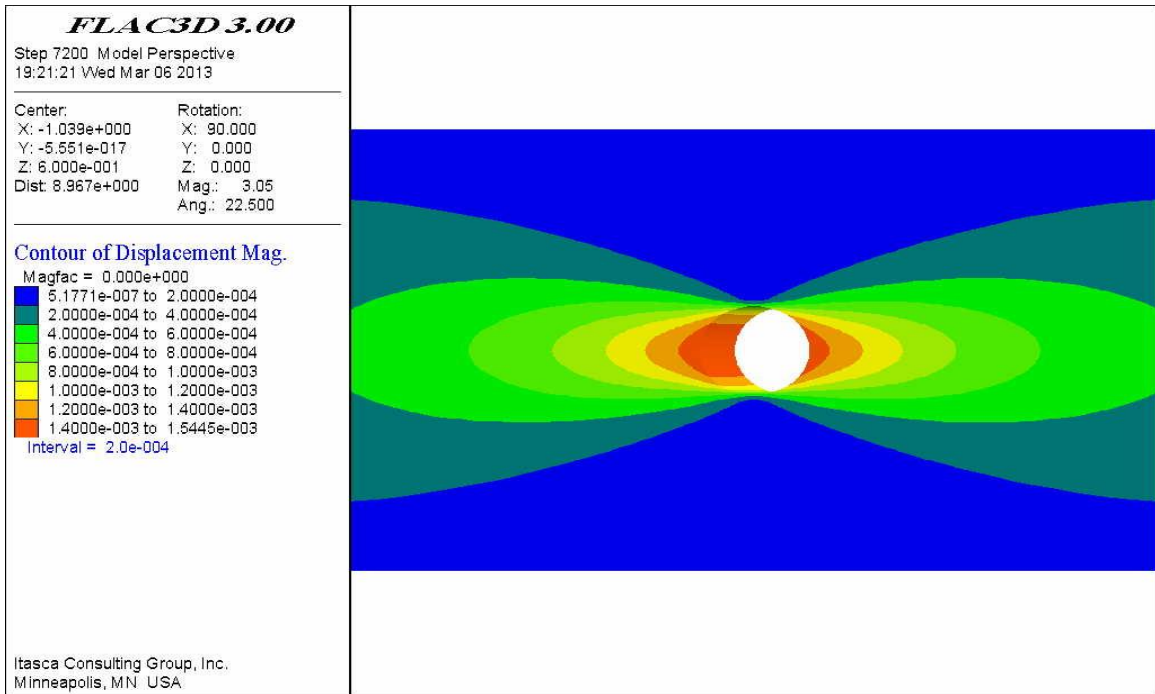 FLAC3D 3.00
Step 7200 Model Perspective
19:21:21 Wed Mar 06 2013
Center: Rotation:
X: -1.039e+000 X: 90.000
Y: -5.551e-017 Y: 0.000
Z: 6.000e-001 Z: 0.000
Dist: 8.967e+000 Mag.: 3.05
Ang.: 22.500
Contour of Displacement Mag.
Magfac = 0.000e+000
5.1771e-007 to 2.0000e-004
2.0000e-004 to 4.0000e-004
4.0000e-004 to 6.0000e-004
6.0000e-004 to 8.0000e-004
8.0000e-004 to 1.0000e-003
1.0000e-003 to 1.2000e-003
1.2000e-003 to 1.4000e-003
1.4000e-003 to 1.5445e-003
Interval = 2.0e-004
Itasca Consulting Group, Inc.
Minneapolis, MN USA